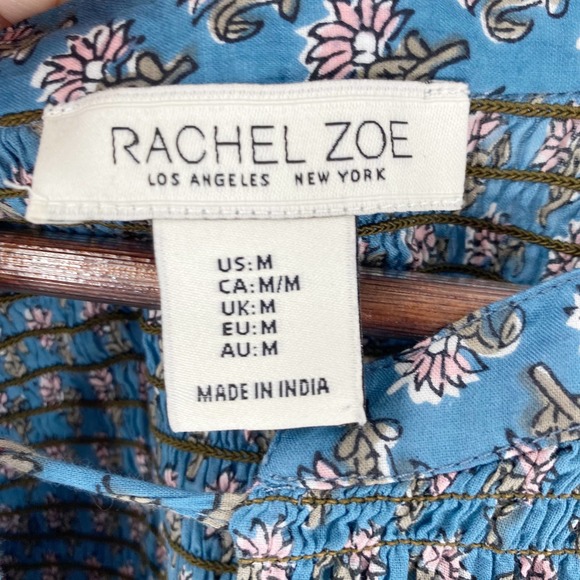 RACHEL ZOE
LOS ANGELES NEW YORK
US:M
CA:M/M
UK:M
EU:M
AU:M
MADE IN INDIA